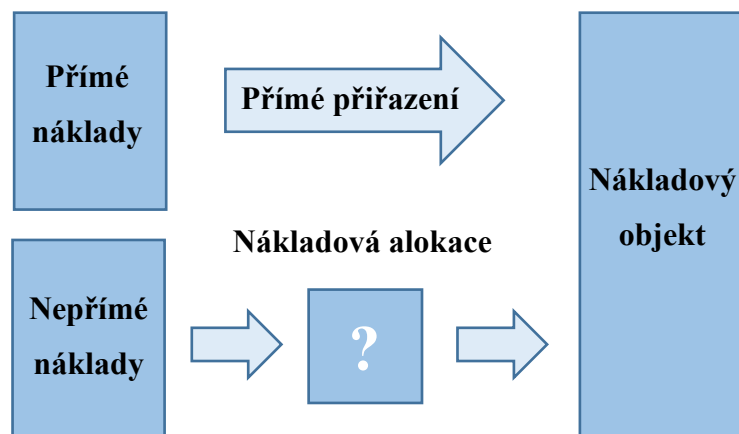 Přímé
náklady
Přímé přiřazení
Nákladový
objekt
Nákladová alokace
Nepřímé
náklady
?